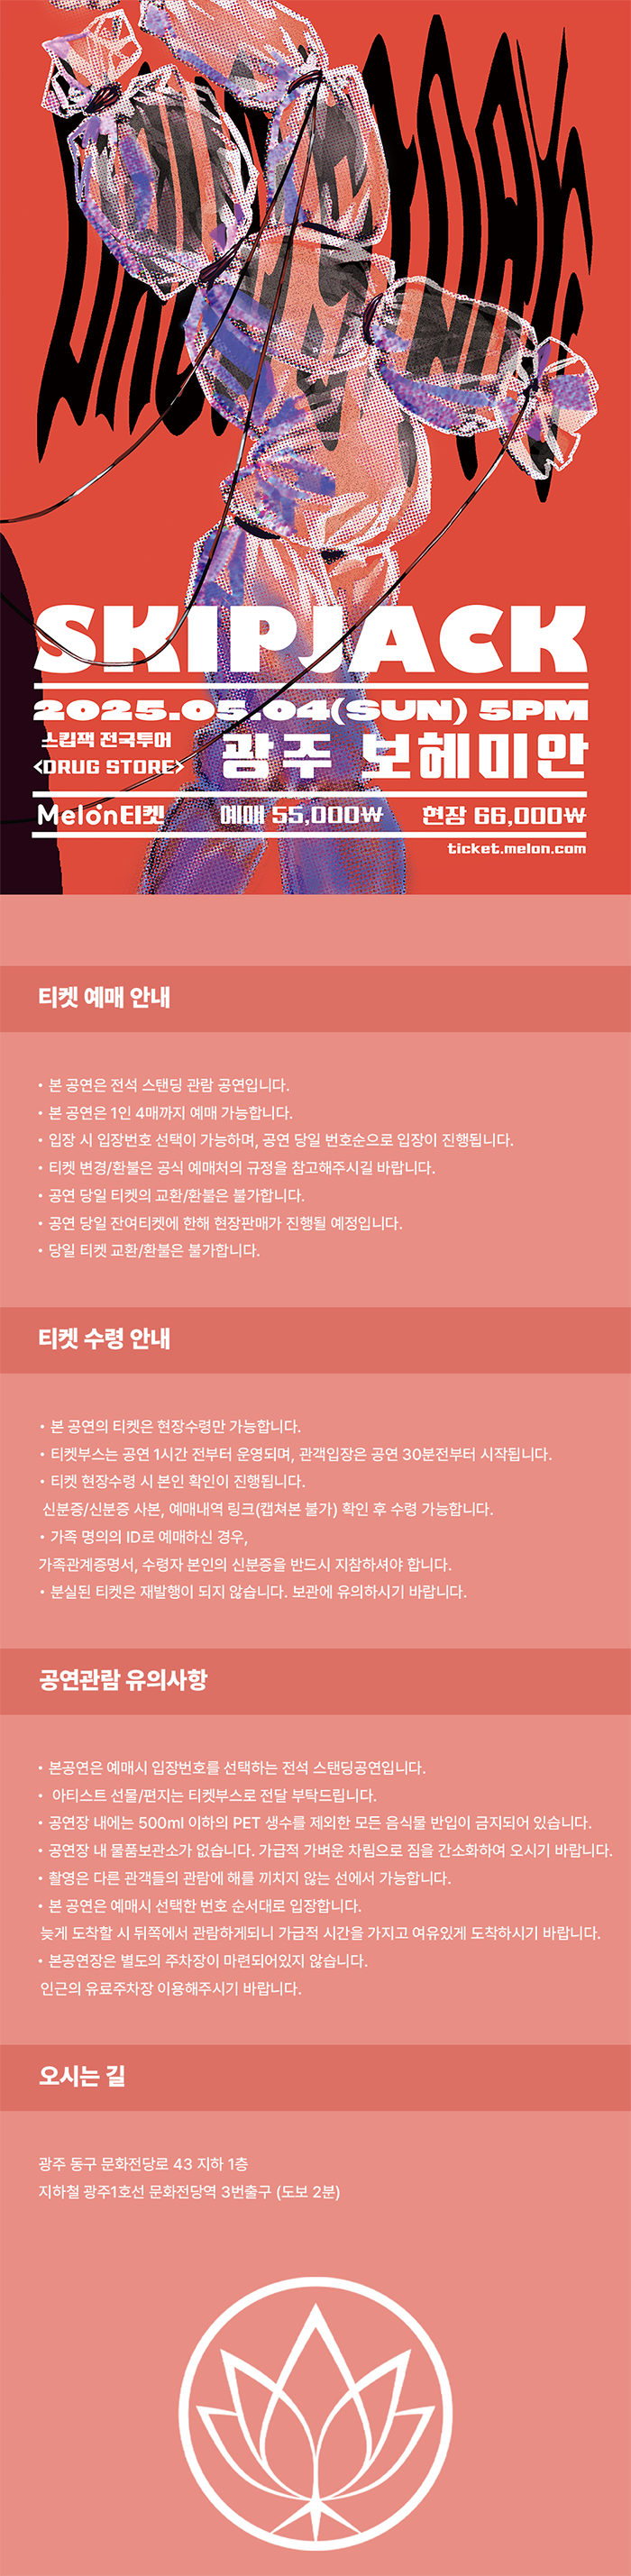 SKIPJACK
2025.05.04(SUN) 5PM
스킵잭 전국투어
<DRUG STORE>
광주 보헤미안
Melon티켓 예매 55,000₩ 현장 66,000₩
ticket.melon.com
티켓 예매 안내
• 본 공연은 전석 스탠딩 관람 공연입니다.
• 본 공연은 1인 4매까지 예매 가능합니다.
• 입장 시 입장번호 선택이 가능하며, 공연 당일 번호순으로 입장이 진행됩니다.
• 티켓 변경/환불은 공식 예매처의 규정을 참고해주시길 바랍니다.
• 공연 당일 티켓의 교환/환불은 불가합니다.
• 공연 당일 잔여티켓에 한해 현장판매가 진행될 예정입니다.
• 당일 티켓 교환/환불은 불가합니다.
티켓 수령 안내
• 본 공연의 티켓은 현장수령만 가능합니다.
• 티켓부스는 공연 1시간 전부터 운영되며, 관객입장은 공연 30분전부터 시작됩니다.
• 티켓 현장수령 시 본인 확인이 진행됩니다.
신분증/신분증 사본, 예매내역 링크(캡쳐본 불가) 확인 후 수령 가능합니다.
• 가족 명의의 ID로 예매하신 경우,
가족관계증명서, 수령자 본인의 신분증을 반드시 지참하셔야 합니다.
• 분실된 티켓은 재발행이 되지 않습니다. 보관에 유의하시기 바랍니다.
공연관람 유의사항
• 본공연은 예매시 입장번호를 선택하는 전석 스탠딩공연입니다.
• 아티스트 선물/편지는 티켓부스로 전달 부탁드립니다.
• 공연장 내에는 500ml 이하의 PET 생수를 제외한 모든 음식물 반입이 금지되어 있습니다.
• 공연장 내 물품보관소가 없습니다. 가급적 가벼운 차림으로 짐을 간소화하여 오시기 바랍니다.
• 촬영은 다른 관객들의 관람에 해를 끼치지 않는 선에서 가능합니다.
• 본 공연은 예매시 선택한 번호 순서대로 입장합니다.
늦게 도착할 시 뒤쪽에서 관람하게되니 가급적 시간을 가지고 여유있게 도착하시기 바랍니다.
• 본공연장은 별도의 주차장이 마련되어있지 않습니다.
인근의 유료주차장 이용해주시기 바랍니다.
오시는 길
광주 동구 문화전당로 43 지하 1층
지하철 광주1호선 문화전당역 3번출구 (도보 2분)